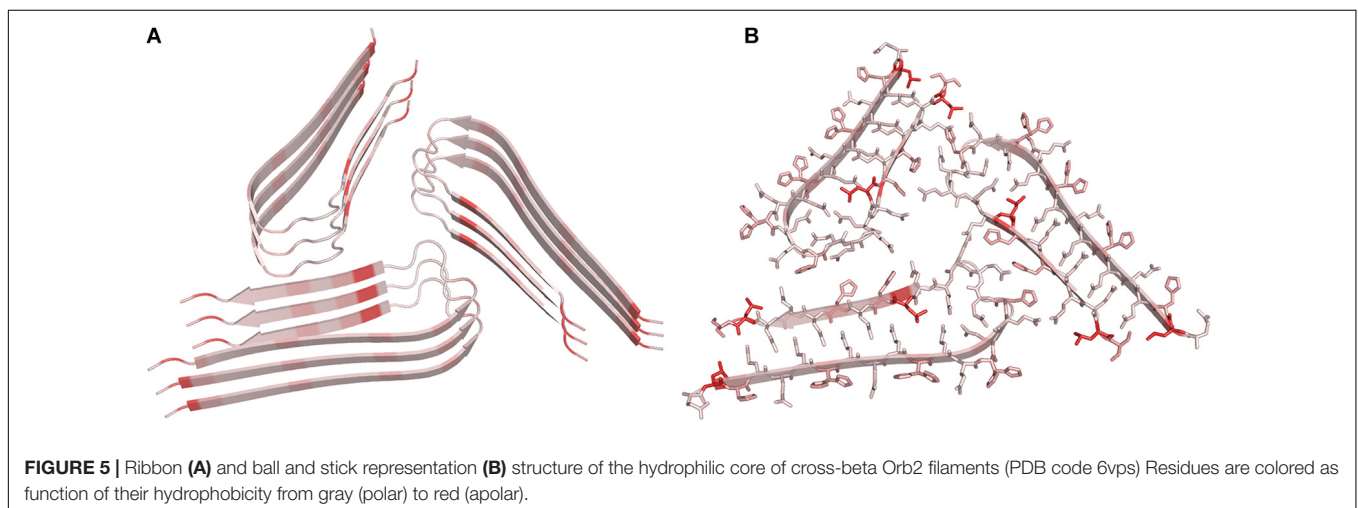 A
B
FIGURE 5 | Ribbon (A) and ball and stick representation (B) structure of the hydrophilic core of cross-beta Orb2 filaments (PDB code 6vps) Residues are colored as
function of their hydrophobicity from gray (polar) to red (apolar).